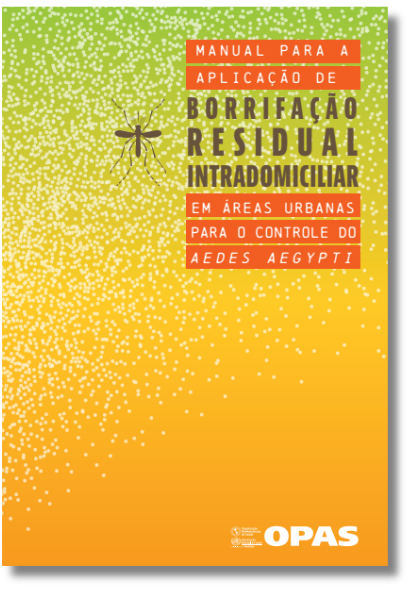 MANUAL PARA A
APLICAÇÃO DE
BORRIFAÇÃO
RESIDUAL
INTRADOMICILIAR
EM ÁREAS URBANAS
PARA O CONTROLE DO
AEDES AEGYPTI
OPAS